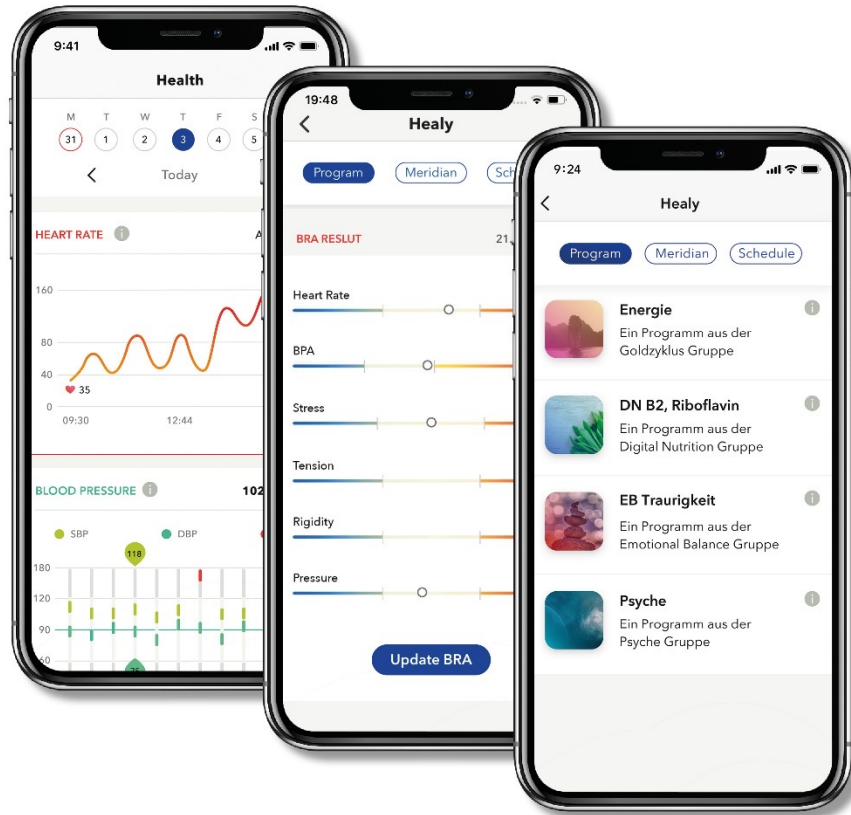 9:41
Health
M T W T F S
31 1 2 3 4 5
Today
HEART RATE
160
80
40
35
0
09:30 12:44
BLOOD PRESSURE 102
SBP DBP
118
180
120
90
60
75
19:48
Healy
Program Meridian Sch
BRA RESLUT 21.
Heart Rate
BPA
Stress
Tension
Rigidity
Pressure
Update BRA
9:24
Healy
Program Meridian Schedule
Energie
Ein Programm aus der
Goldzyklus Gruppe
DN B2, Riboflavin
Ein Programm aus der
Digital Nutrition Gruppe
EB Traurigkeit
Ein Programm aus der
Emotional Balance Gruppe
Psyche
Ein Programm aus der
Psyche Gruppe